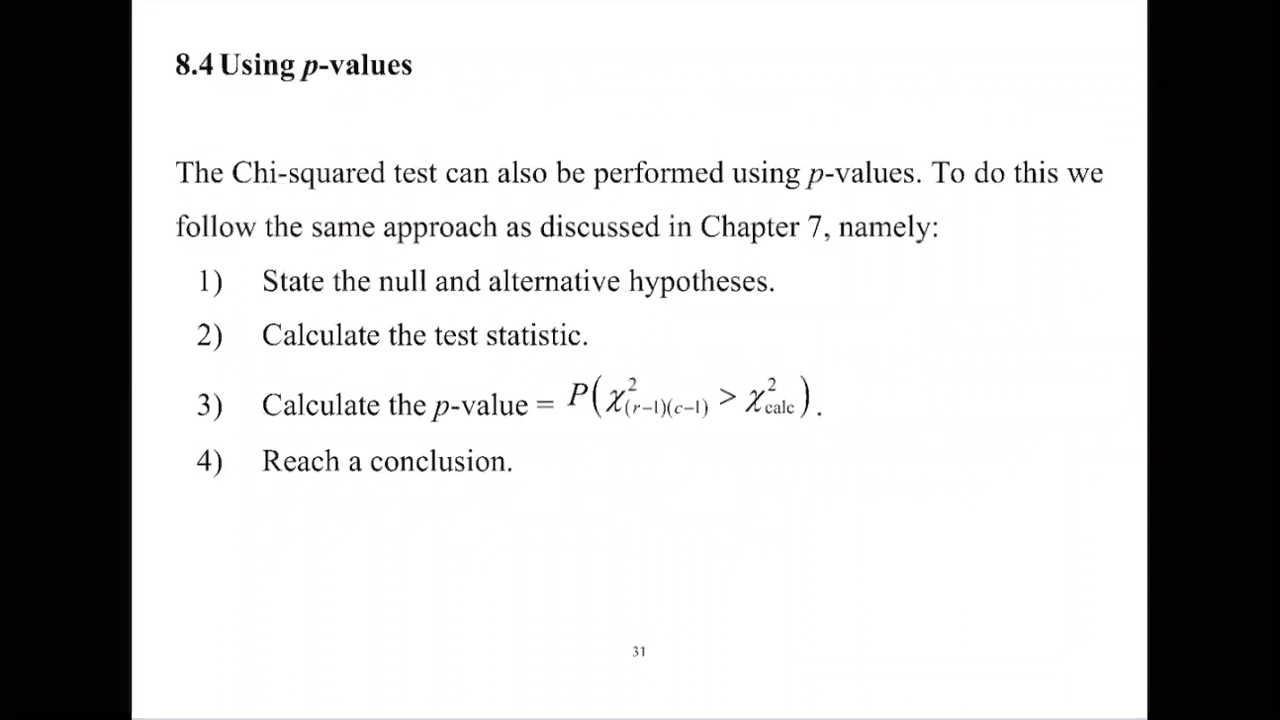 8.4 Using p-values
The Chi-squared test can also be performed using p-values. To do this we
follow the same approach as discussed in Chapter 7, namely:
1) State the null and alternative hypotheses.
2) Calculate the test statistic.
3) Calculate the p-value = P(χ²₍r₋₁₎₍c₋₁₎ > χ²calc).
4) Reach a conclusion.
31